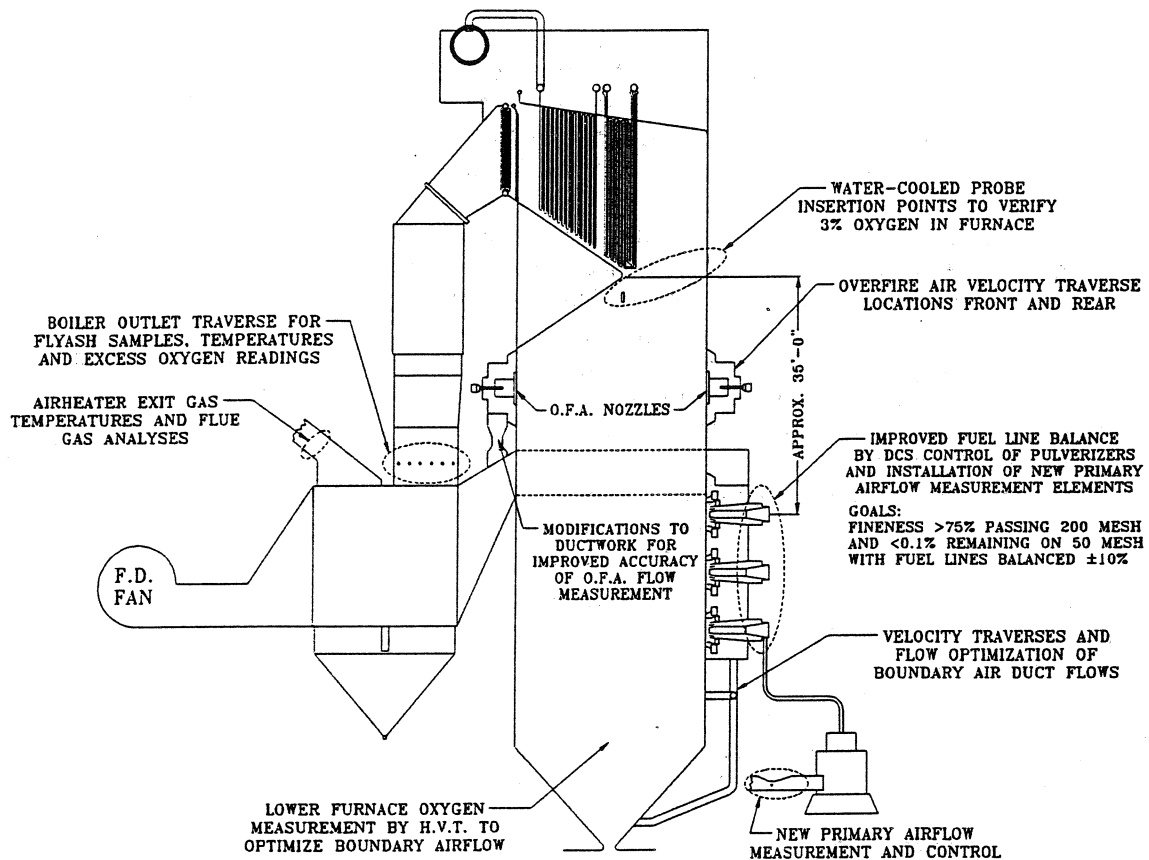 WATER-COOLED PROBE
INSERTION POINTS TO VERIFY
3% OXYGEN IN FURNACE
OVERFIRE AIR VELOCITY TRAVERSE
LOCATIONS FRONT AND REAR
BOILER OUTLET TRAVERSE FOR
FLYASH SAMPLES, TEMPERATURES
AND EXCESS OXYGEN READINGS
AIRHEATER EXIT GAS
TEMPERATURES AND FLUE
GAS ANALYSES
O.F.A. NOZZLES
APPROX. 35'-0"
IMPROVED FUEL LINE BALANCE
BY DCS CONTROL OF PULVERIZERS
AND INSTALLATION OF NEW PRIMARY
AIRFLOW MEASUREMENT ELEMENTS
GOALS:
FINENESS >75% PASSING 200 MESH
AND <0.1% REMAINING ON 50 MESH
WITH FUEL LINES BALANCED ±10%
MODIFICATIONS TO
DUCTWORK FOR
IMPROVED ACCURACY
OF O.F.A. FLOW
MEASUREMENT
F.D.
FAN
VELOCITY TRAVERSES AND
FLOW OPTIMIZATION OF
BOUNDARY AIR DUCT FLOWS
LOWER FURNACE OXYGEN
MEASUREMENT BY H.V.T. TO
OPTIMIZE BOUNDARY AIRFLOW
NEW PRIMARY AIRFLOW
MEASUREMENT AND CONTROL